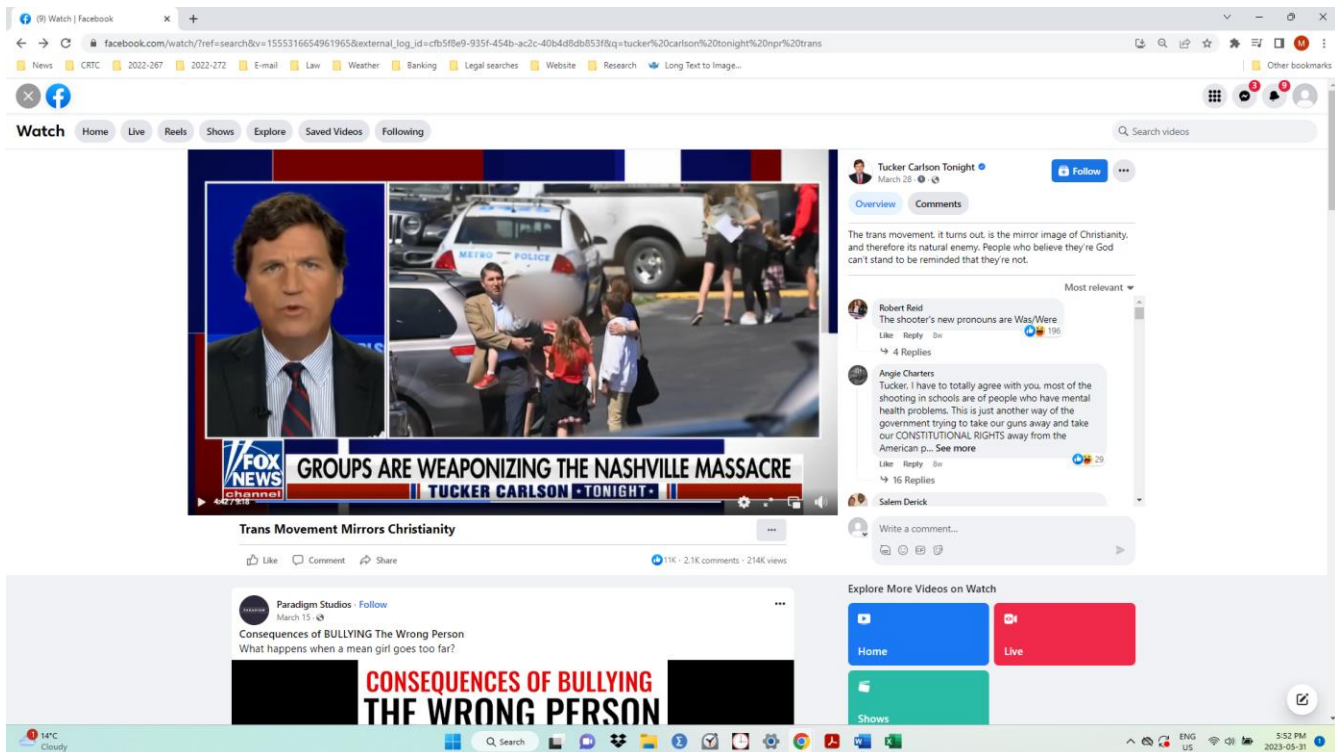 (9) Watch | Facebook
facebook.com/watch/?ref=search&v=1555316654961965&external_log_id=cfb5f8e9-935f-454b-ac2c-40b4d8db853f&q=tucker%20carlson%20tonight%20npr%20trans
M
News CRTC 2022-267 2022-272 E-mail Law Weather Banking Legal searches Website Research Long Text to Image... Other bookmarks
3 9
Watch Home Live Reels Shows Explore Saved Videos Following Search videos
METRO POLICE
FOX NEWS channel
GROUPS ARE WEAPONIZING THE NASHVILLE MASSACRE
TUCKER CARLSON TONIGHT
4:42 / 9:18
Trans Movement Mirrors Christianity
...
Like Comment Share 11K · 2.1K comments · 214K views
Paradigm Studios · Follow
March 15 ·
Consequences of BULLYING The Wrong Person
What happens when a mean girl goes too far?
CONSEQUENCES OF BULLYING
THE WRONG PERSON
Tucker Carlson Tonight
March 28 ·
Follow
Overview Comments
The trans movement, it turns out, is the mirror image of Christianity,
and therefore its natural enemy. People who believe they're God
can't stand to be reminded that they're not.
Most relevant
Robert Reid
The shooter's new pronouns are Was/Were
196
Like Reply 8w
4 Replies
Angie Charters
Tucker, I have to totally agree with you, most of the
shooting in schools are of people who have mental
health problems. This is just another way of the
government trying to take our guns away and take
our CONSTITUTIONAL RIGHTS away from the
American p... See more
29
Like Reply 8w
16 Replies
Salem Derick
Write a comment...
Explore More Videos on Watch
Home
Live
Shows
1
14°C
Cloudy
Search
ENG
US
5:52 PM
2023-05-31
1